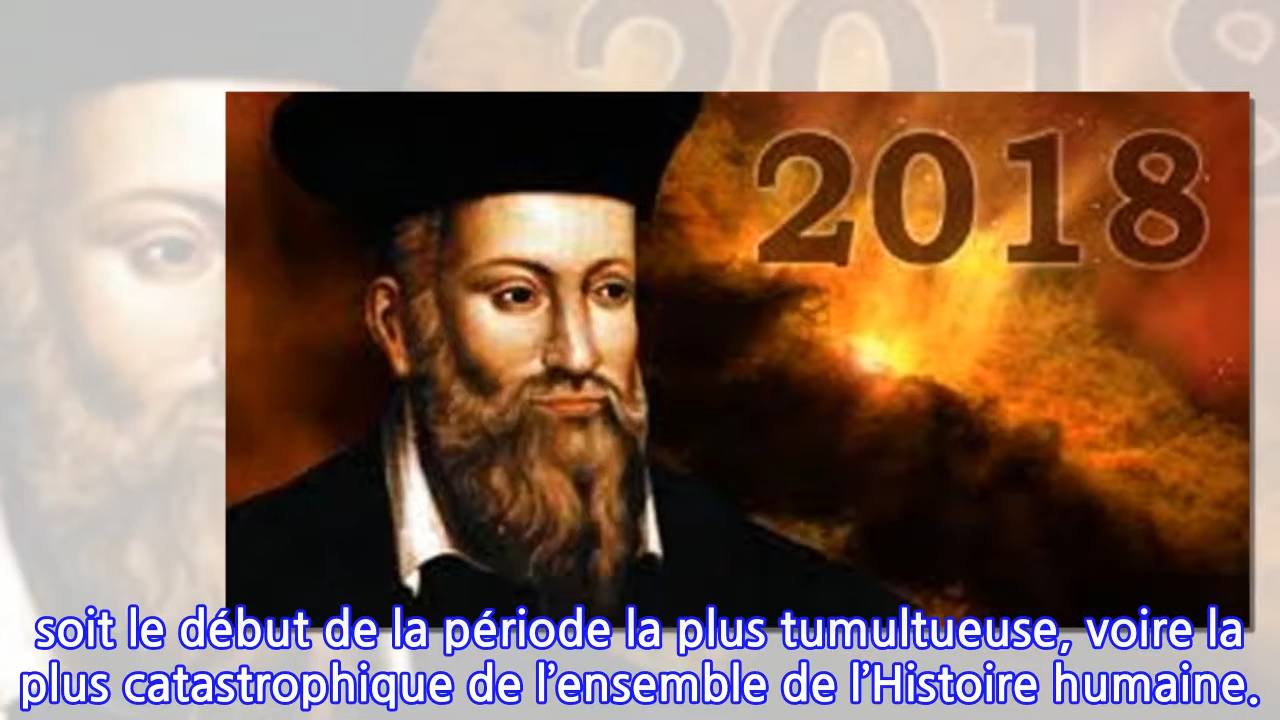 2018
2018
soit le début de la période la plus tumultueuse, voire la
plus catastrophique de l'ensemble de l'Histoire humaine.